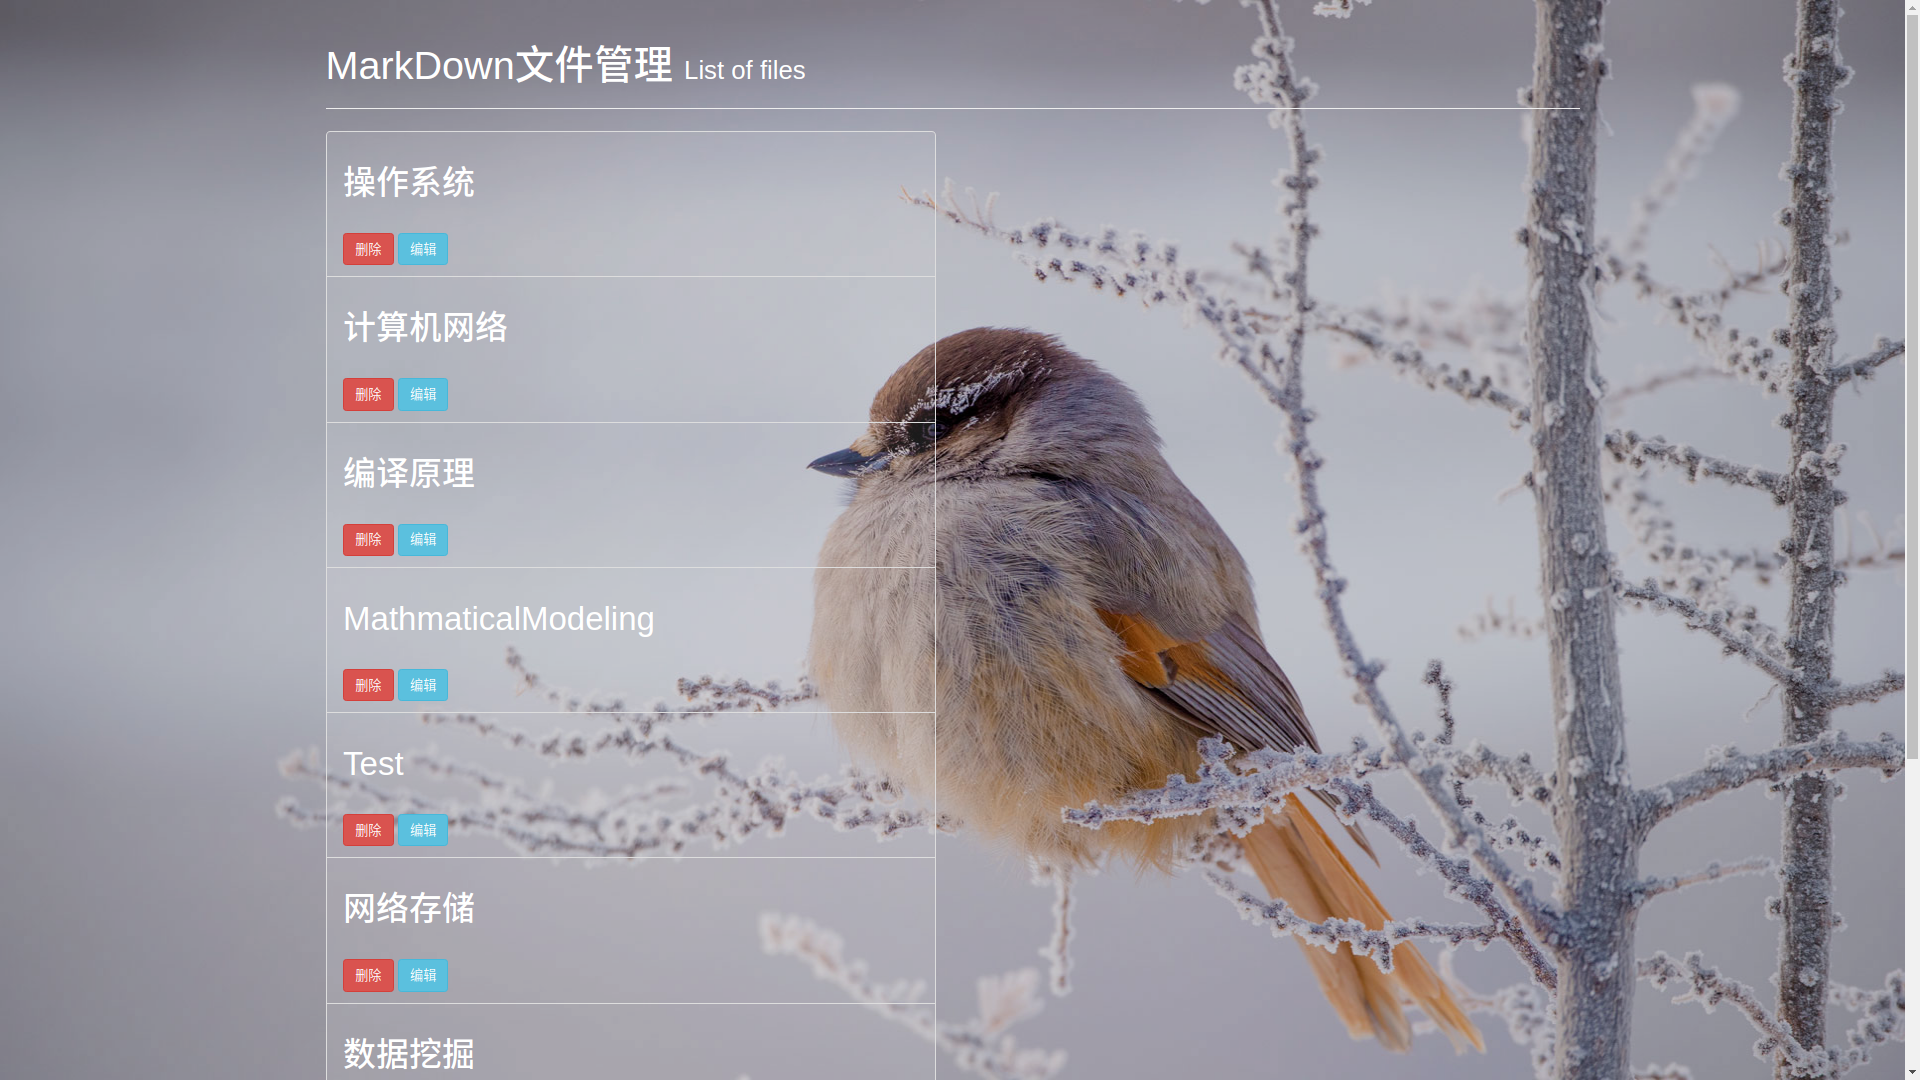 MarkDown文件管理 List of files
操作系统
删除 编辑
计算机网络
删除 编辑
编译原理
删除 编辑
MathmaticalModeling
删除 编辑
Test
删除 编辑
网络存储
删除 编辑
数据挖掘